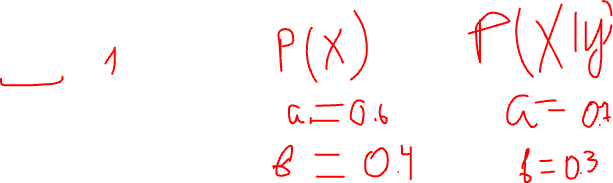 1 P(X) P(X|y)
a = 0.6 a = 0.7
b = 0.4 b = 0.3